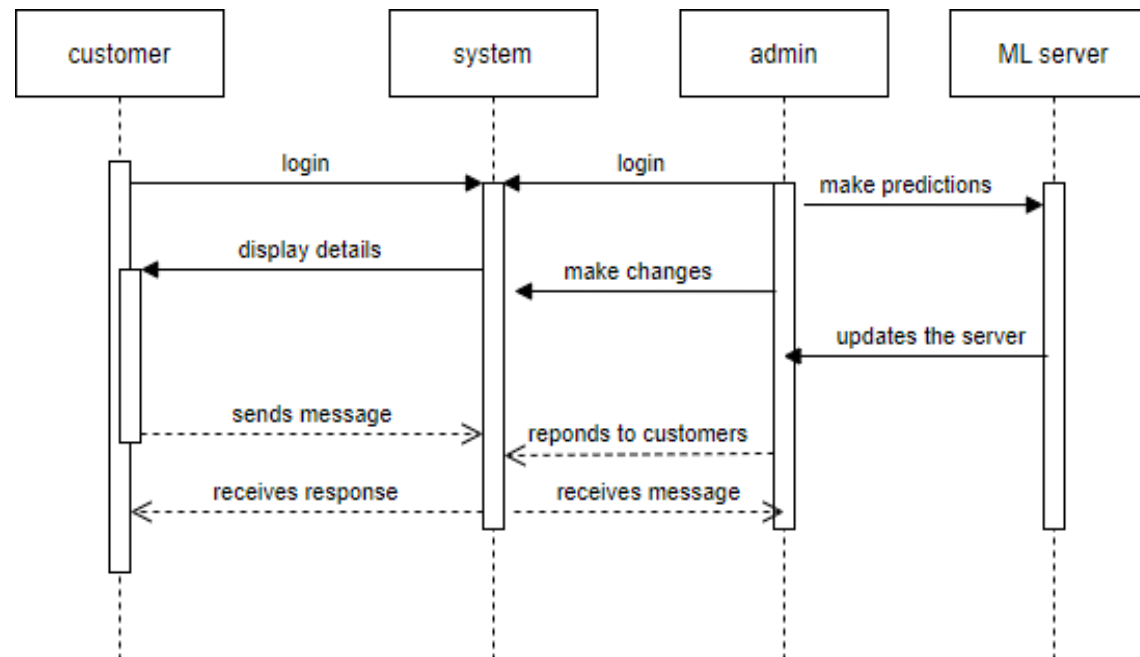 customer
system
admin
ML server
login
login
make predictions
display details
make changes
updates the server
sends message
reponds to customers
receives response
receives message